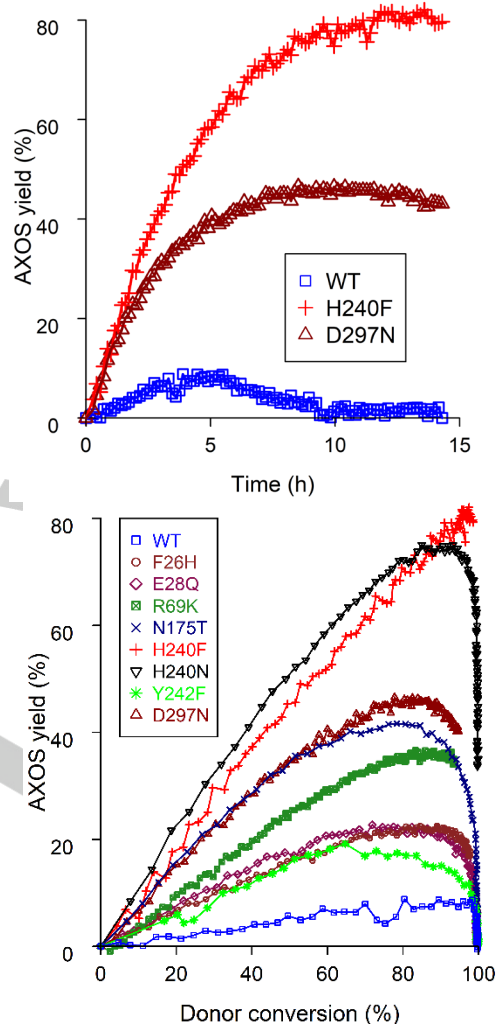 80
60
40
20
0
AXOS yield (%)
WT
H240F
D297N
0
5
10
15
Time (h)
80
60
40
20
0
AXOS yield (%)
WT
F26H
E28Q
R69K
N175T
H240F
H240N
Y242F
D297N
0
20
40
60
80
100
Donor conversion (%)